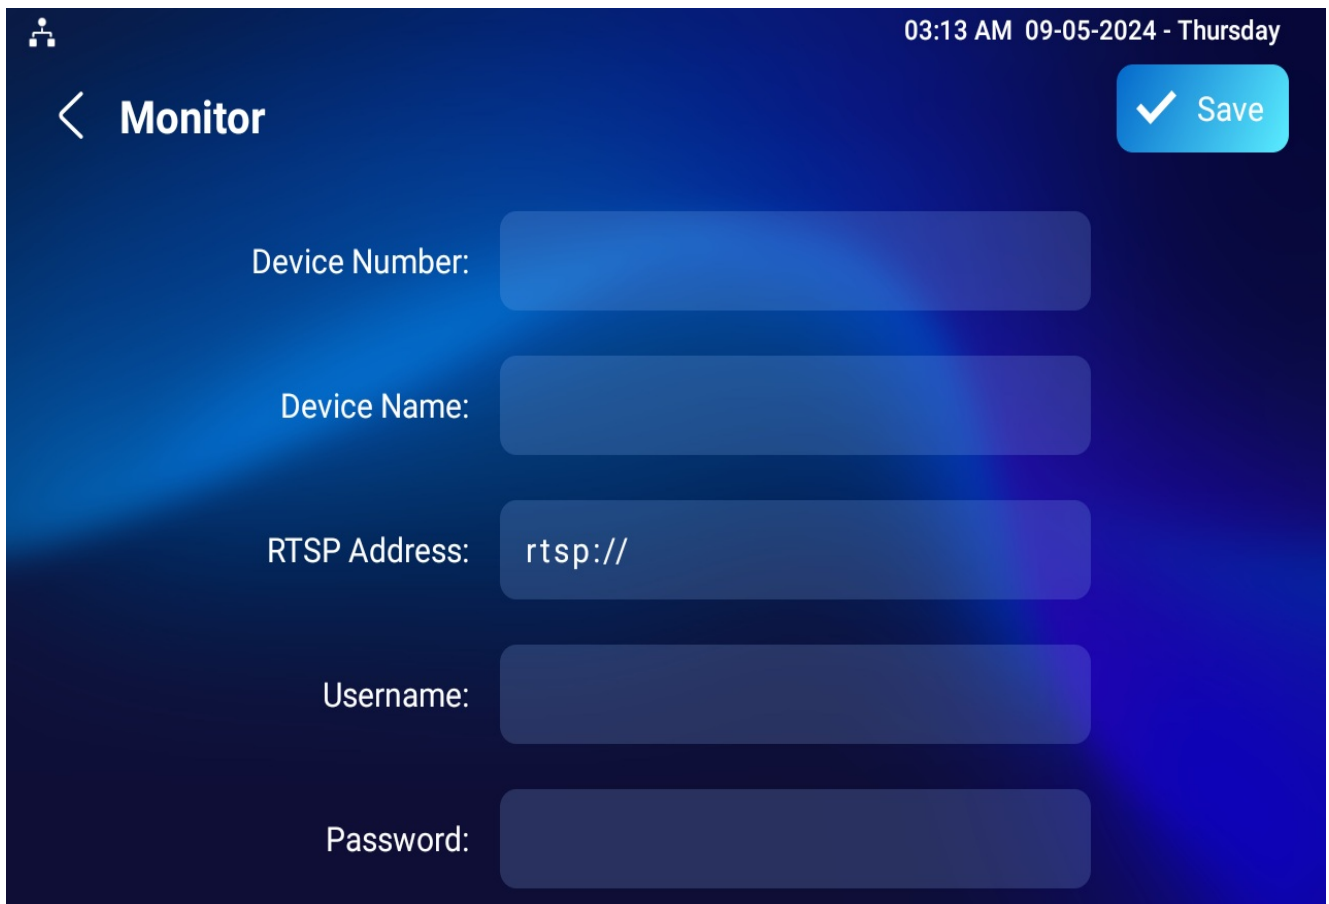 03:13 AM 09-05-2024 - Thursday
Monitor
Save
Device Number:
Device Name:
RTSP Address: rtsp://
Username:
Password: